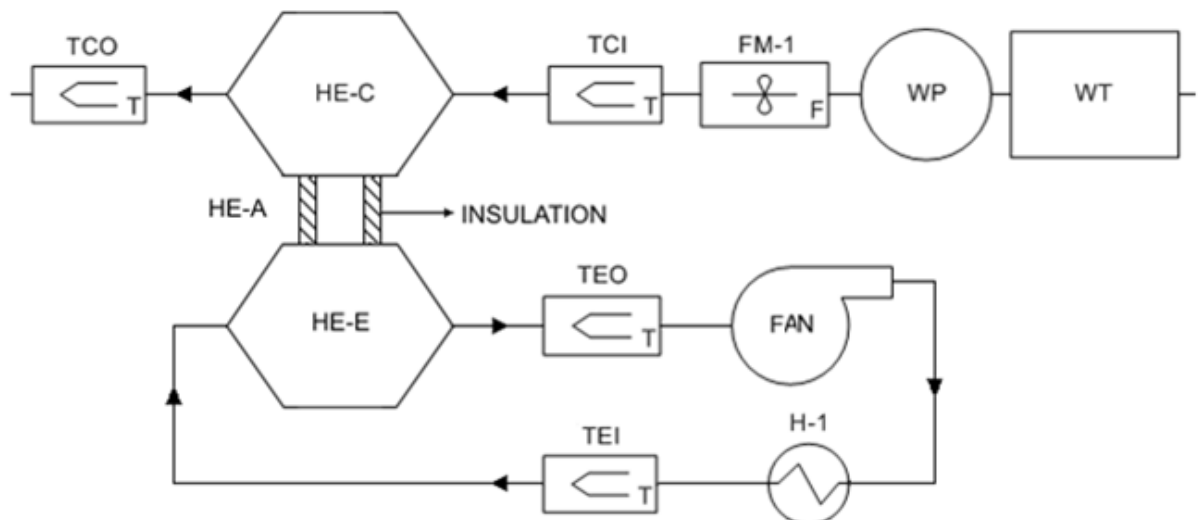 TCO
T
HE-C
TCI
T
FM-1
F
WP
WT
HE-A
INSULATION
HE-E
TEO
T
FAN
TEI
T
H-1